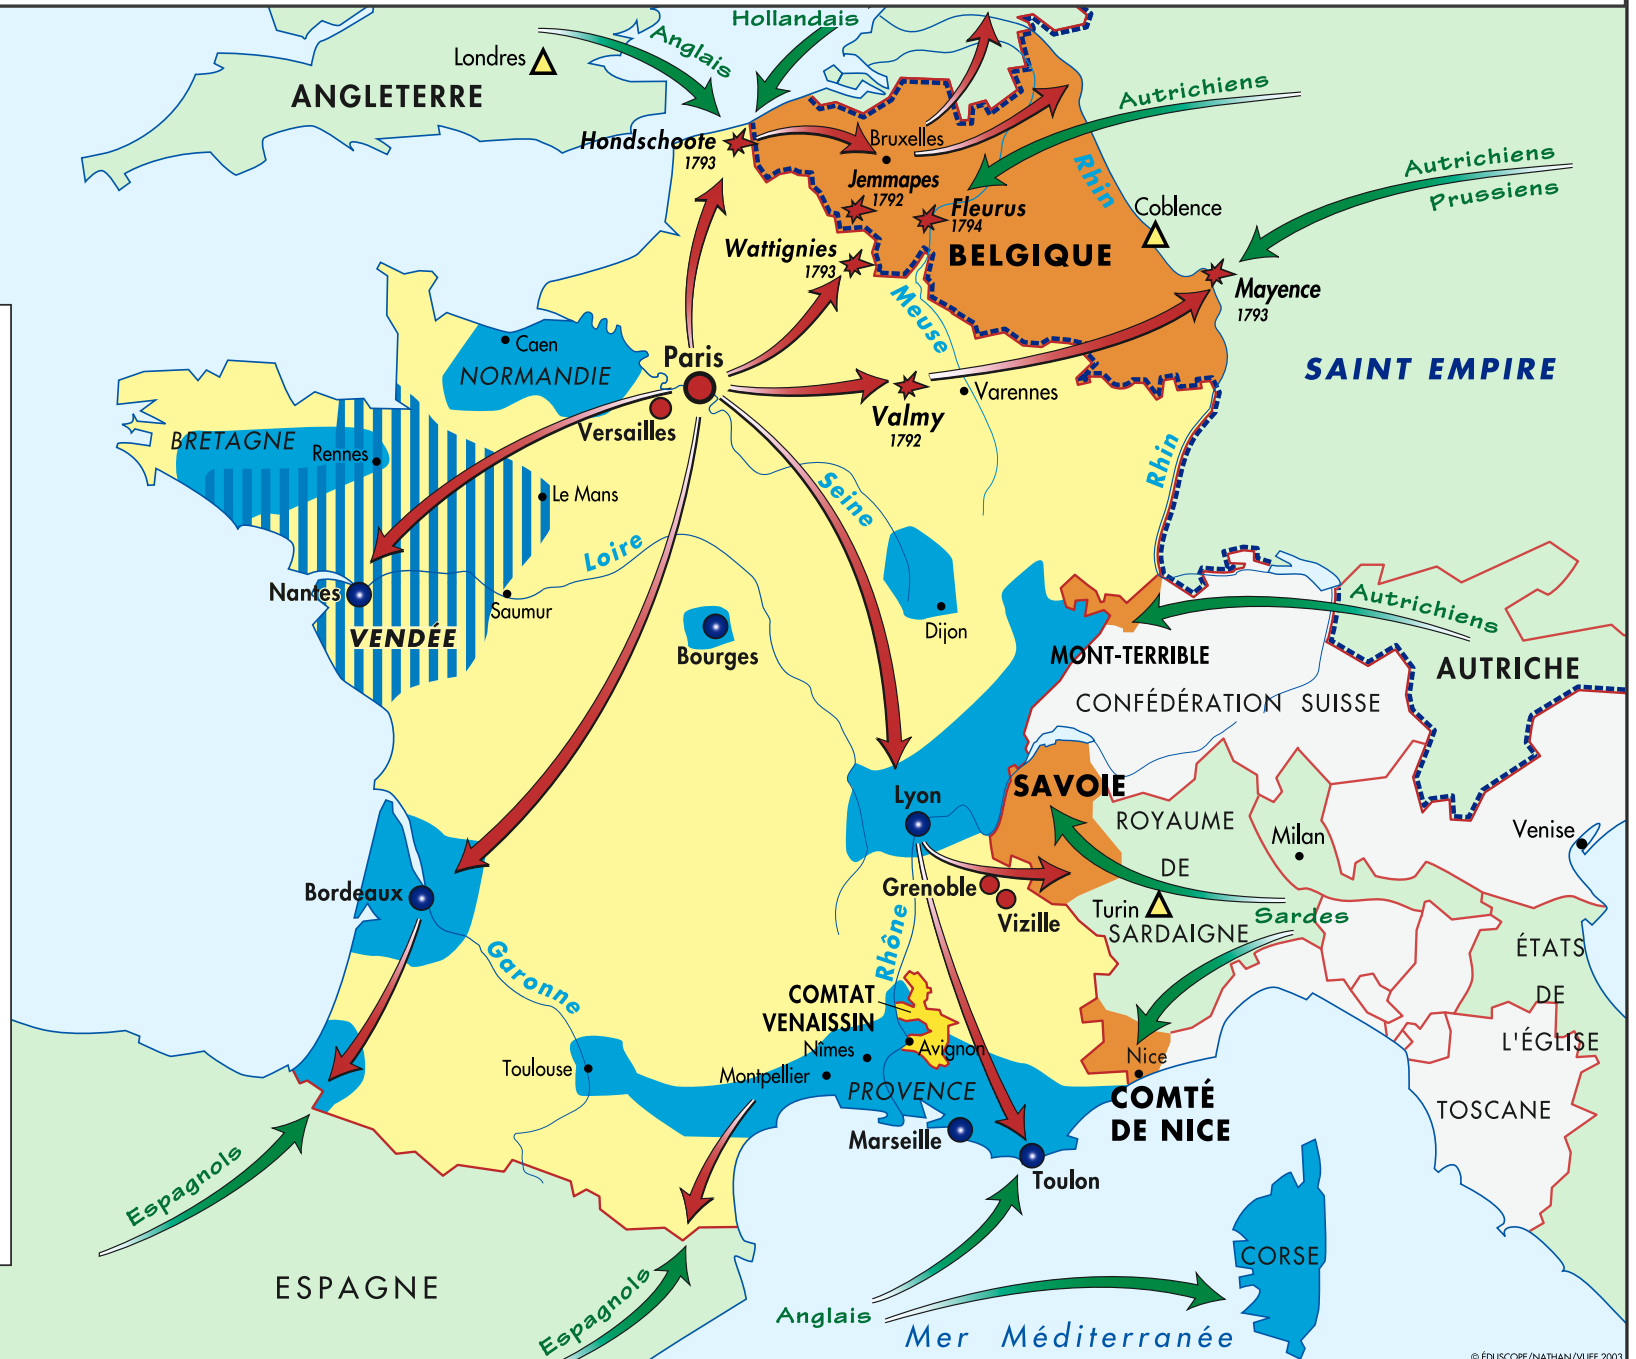 Hollandais
Anglais
Londres
ANGLETERRE
Autrichiens
Hondschoote
1793
Bruxelles
Jemmapes
1792
Fleurus
1794
Rhin
Autrichiens
Prussiens
Coblence
Wattignies
1793
BELGIQUE
Mayence
1793
Meuse
Caen
NORMANDIE
Paris
Versailles
Valmy
1792
Varennes
SAINT EMPIRE
BRETAGNE
Rennes
Le Mans
Seine
Rhin
Loire
Nantes
Saumur
VENDÉE
Bourges
Dijon
Autrichiens
MONT-TERRIBLE
AUTRICHE
CONFÉDÉRATION SUISSE
SAVOIE
Lyon
ROYAUME
DE
SARDAIGNE
Milan
Venise
Bordeaux
Grenoble
Vizille
Turin
Sardes
Garonne
Rhône
ÉTATS
DE
L'ÉGLISE
COMTAT
VENAISSIN
Avignon
Nîmes
Toulouse
Montpellier
PROVENCE
Nice
COMTÉ
DE NICE
TOSCANE
Marseille
Toulon
Espagnols
CORSE
ESPAGNE
Espagnols
Anglais
Mer Méditerranée
© ÉDUSCOPE/NATHAN/VUEF 2003